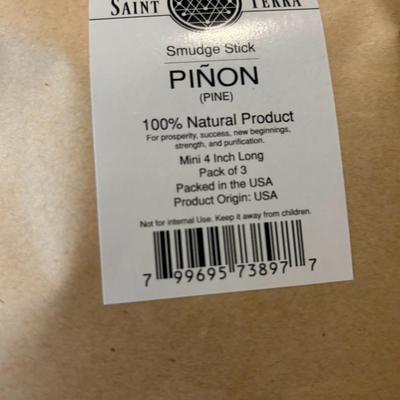 SAINT TERRA
Smudge Stick
PIÑON
(PINE)
100% Natural Product
For prosperity, success, new beginnings,
strength, and purification.
Mini 4 Inch Long
Pack of 3
Packed in the USA
Product Origin: USA
Not for internal Use. Keep it away from children.
7 99695 73897 7